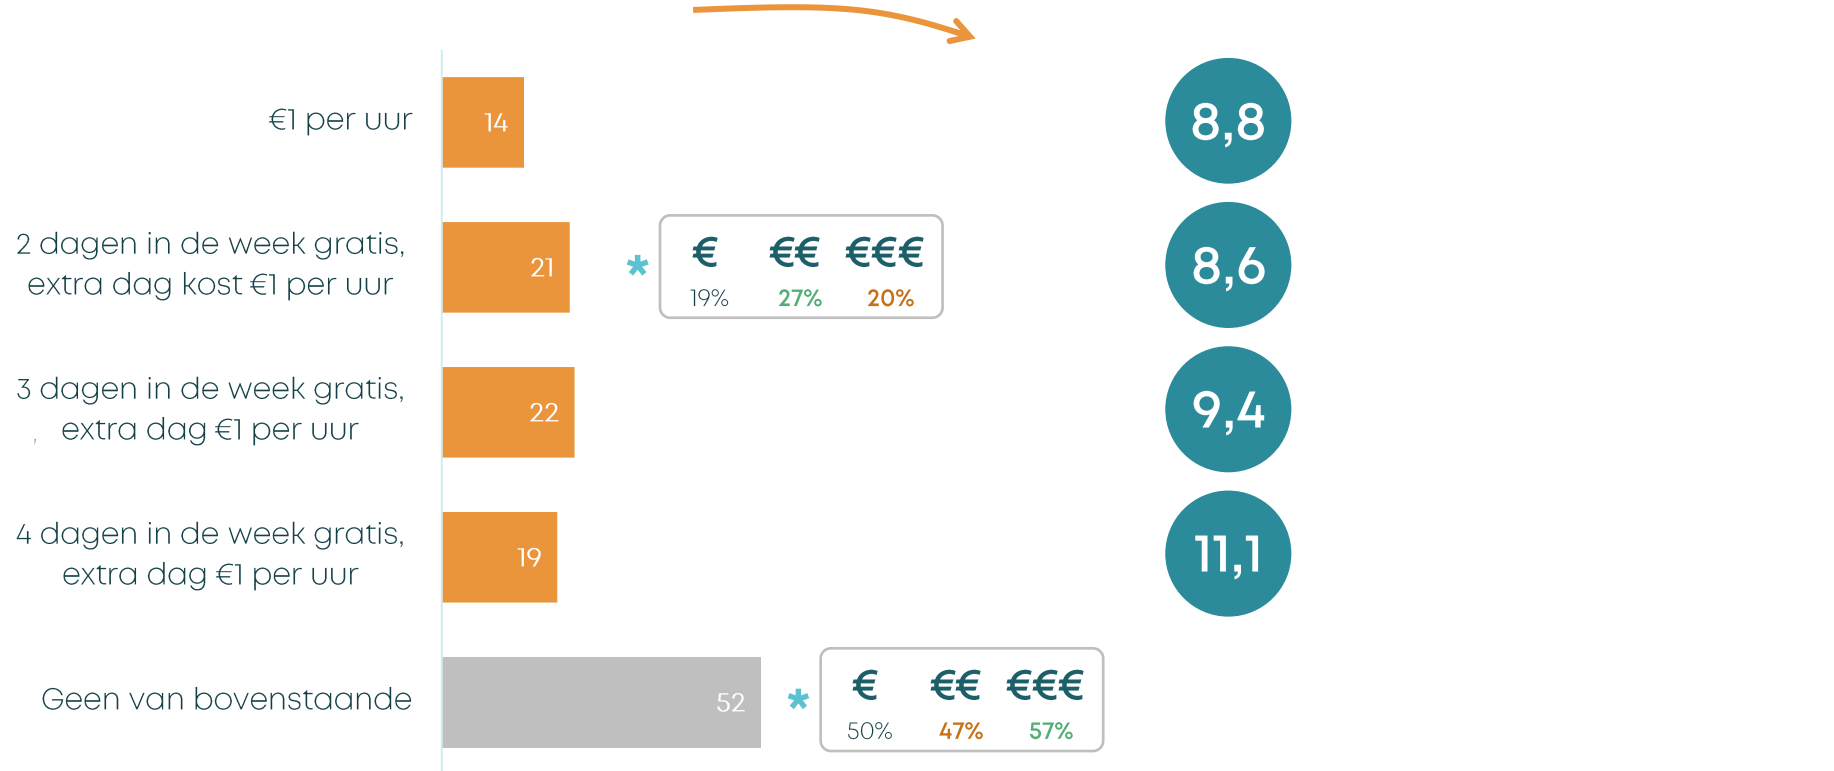 €1 per uur
14
8,8
2 dagen in de week gratis,
extra dag kost €1 per uur
21
*
€ €€ €€€
19% 27% 20%
8,6
3 dagen in de week gratis,
, extra dag €1 per uur
22
9,4
4 dagen in de week gratis,
extra dag €1 per uur
19
11,1
Geen van bovenstaande
52
*
€ €€ €€€
50% 47% 57%